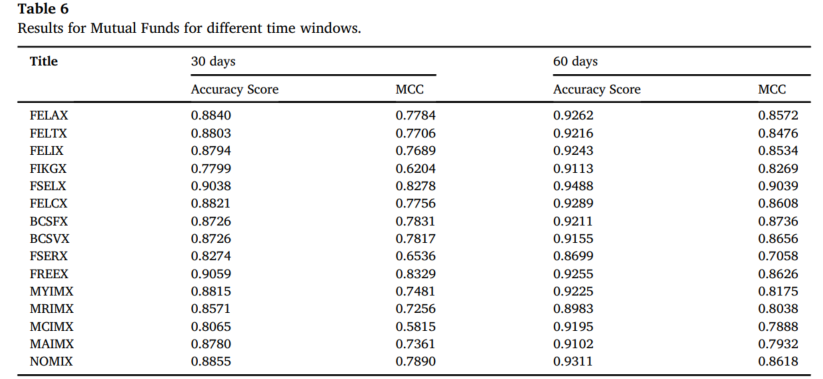 Table 6
Results for Mutual Funds for different time windows.
Title 30 days 60 days
Accuracy Score MCC Accuracy Score MCC
FELAX 0.8840 0.7784 0.9262 0.8572
FELTX 0.8803 0.7706 0.9216 0.8476
FELIX 0.8794 0.7689 0.9243 0.8534
FIKGX 0.7799 0.6204 0.9113 0.8269
FSELX 0.9038 0.8278 0.9488 0.9039
FELCX 0.8821 0.7756 0.9289 0.8608
BCSFX 0.8726 0.7831 0.9211 0.8736
BCSVX 0.8726 0.7817 0.9155 0.8656
FSERX 0.8274 0.6536 0.8699 0.7058
FREEX 0.9059 0.8329 0.9255 0.8626
MYIMX 0.8815 0.7481 0.9225 0.8175
MRIMX 0.8571 0.7256 0.8983 0.8038
MCIMX 0.8065 0.5815 0.9195 0.7888
MAIMX 0.8780 0.7361 0.9102 0.7932
NOMIX 0.8855 0.7890 0.9311 0.8618